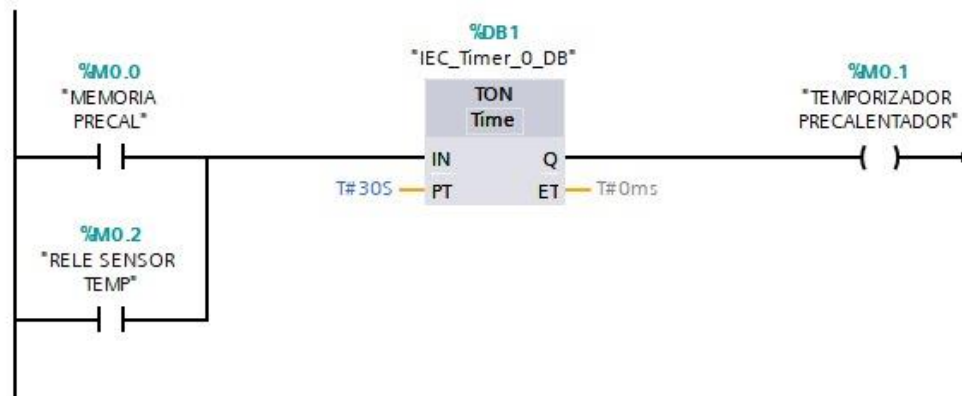 %DB1
"IEC_Timer_0_DB"
%M0.0
"MEMORIA
PRECAL"
TON
Time
%M0.1
"TEMPORIZADOR
PRECALENTADOR"
IN
Q
T#30S
PT
ET
T#0ms
%M0.2
"RELE SENSOR
TEMP"